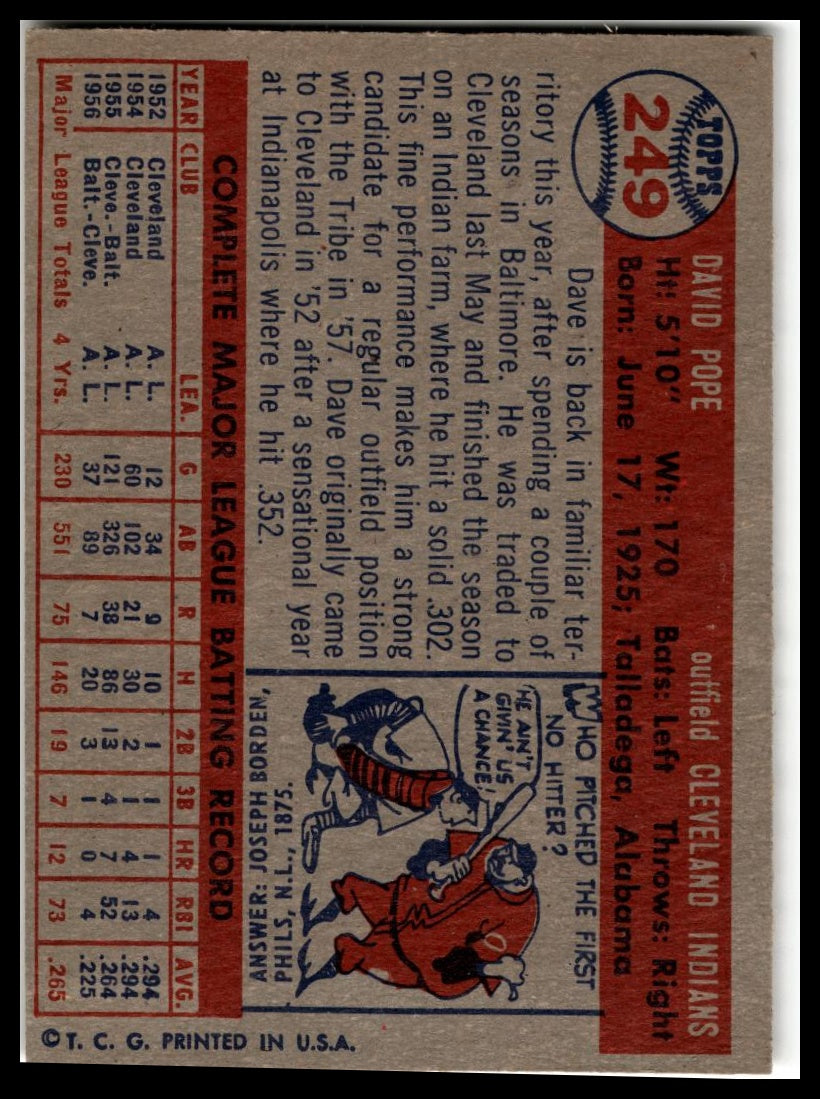 TOPPS
249
DAVID POPE outfield CLEVELAND INDIANS
Ht: 5'10" Wt: 170 Bats: Left Throws: Right
Born: June 17, 1925; Talladega, Alabama
Dave is back in familiar ter-
ritory this year, after spending a couple of
seasons in Baltimore. He was traded to
Cleveland last May and finished the season
on an Indian farm, where he hit a solid .302.
This fine performance makes him a strong
candidate for a regular outfield position
with the Tribe in '57. Dave originally came
to Cleveland in '52 after a sensational year
at Indianapolis where he hit .352.
WHO PITCHED THE FIRST
NO HITTER?
HE AIN'T
GIVIN' US
A CHANCE!
ANSWER: JOSEPH BORDEN,
PHILS, N.L., 1875.
COMPLETE MAJOR LEAGUE BATTING RECORD
YEAR CLUB LEA. G AB R H 2B 3B HR RBI AVG.
1952 Cleveland A. L. 12 34 9 10 1 1 1 4 .294
1954 Cleveland A. L. 60 102 21 30 2 1 4 13 .294
1955 Cleve.-Balt. A. L. 121 326 38 86 13 4 7 52 .264
1956 Balt.-Cleve. A. L. 37 89 7 20 3 1 0 4 .225
Major League Totals 4 Yrs. 230 551 75 146 19 7 12 73 .265
© T. C. G. PRINTED IN U.S.A.